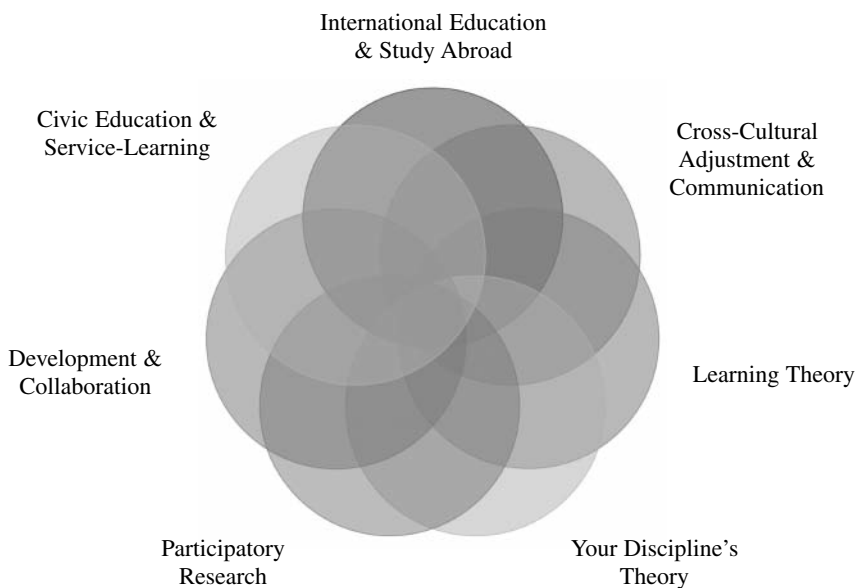 International Education
& Study Abroad
Civic Education &
Service-Learning
Cross-Cultural
Adjustment &
Communication
Development &
Collaboration
Learning Theory
Participatory
Research
Your Discipline's
Theory